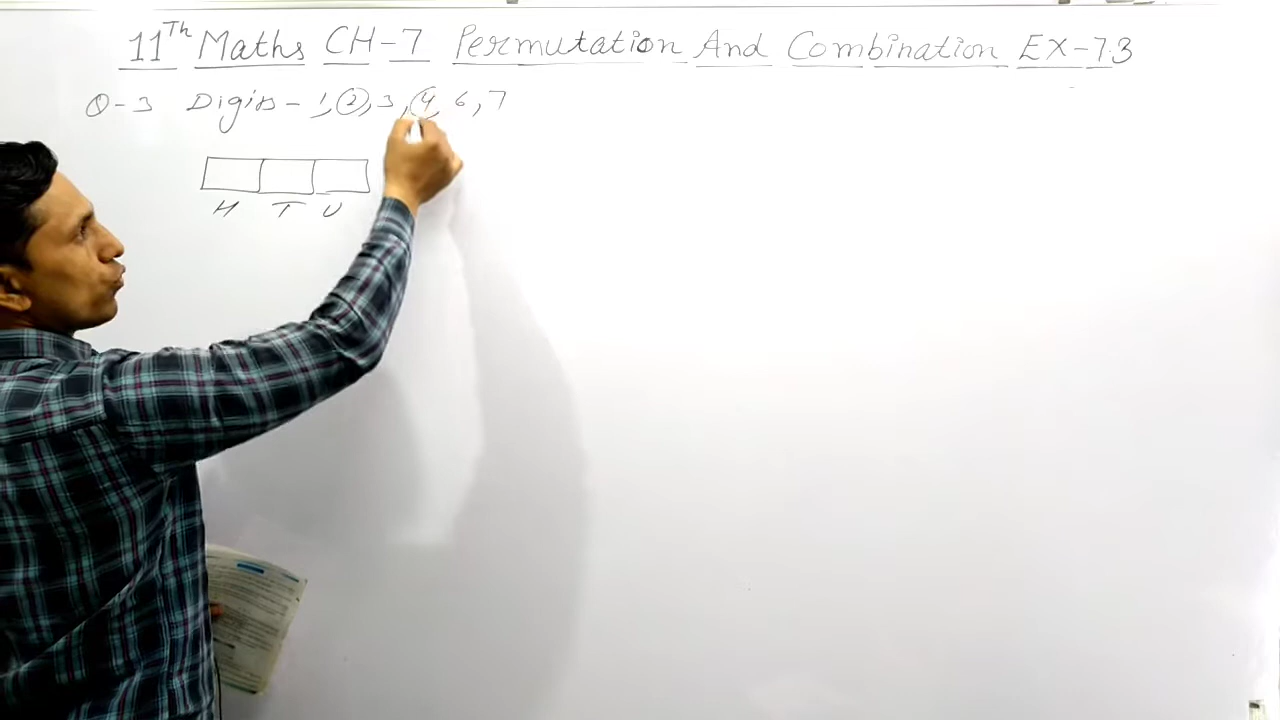 11Th Maths CH-7 Permutation And Combination EX-7.3
Q-3 Digits - 1, 2, 3, 4, 6, 7
H T U